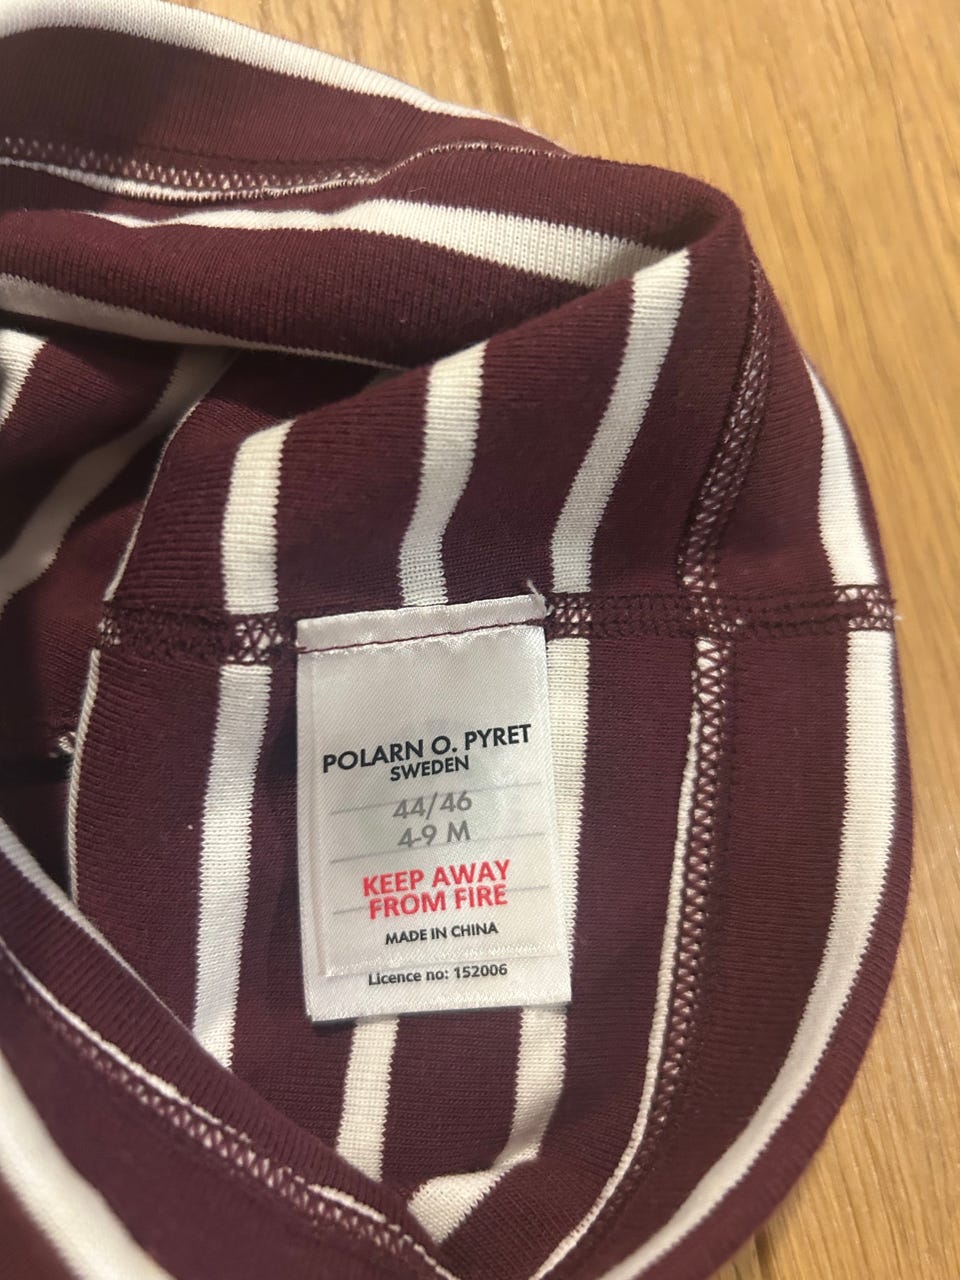 POLARN O. PYRET
SWEDEN
44/46
4-9 M
KEEP AWAY
FROM FIRE
MADE IN CHINA
Licence no: 152006